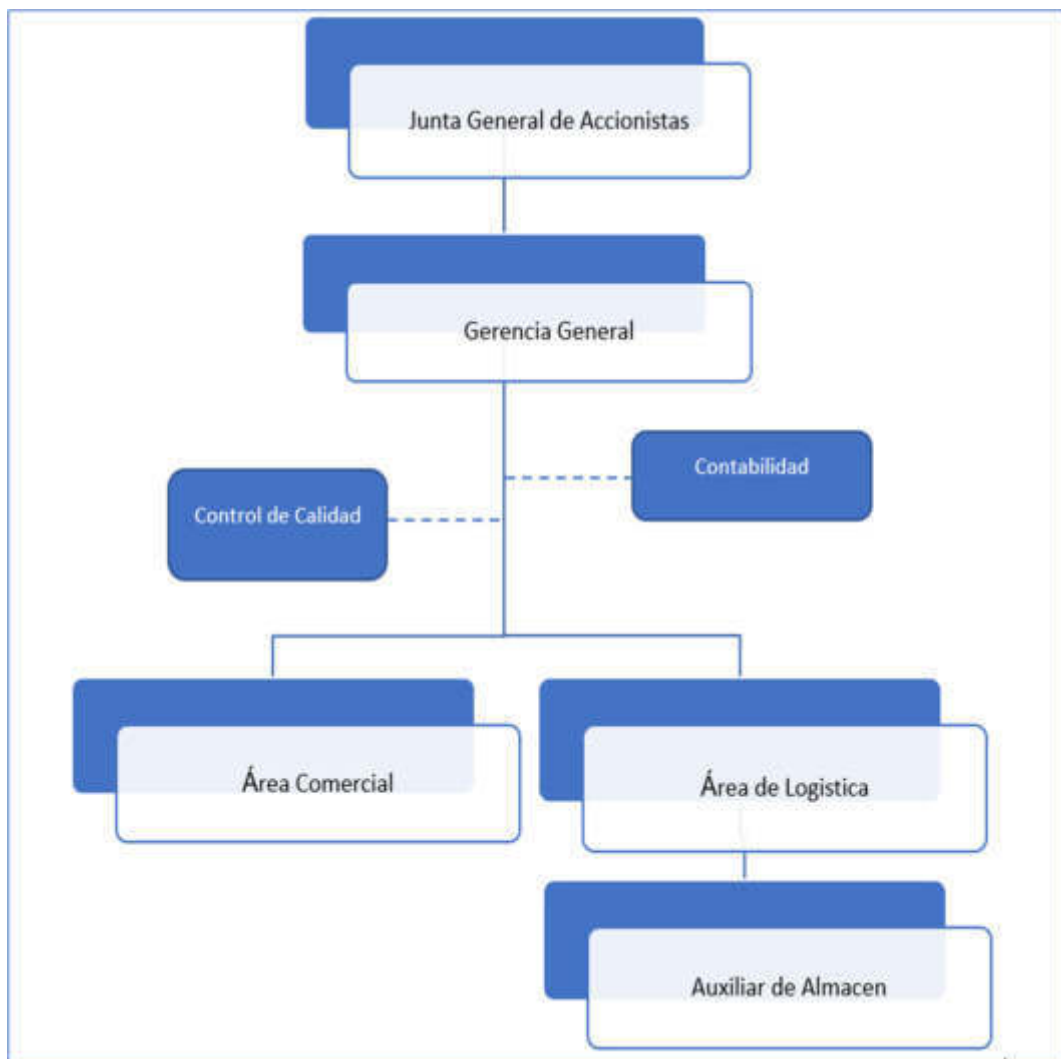 Junta General de Accionistas
Gerencia General
Contabilidad
Control de Calidad
Área Comercial
Área de Logistica
Auxiliar de Almacen